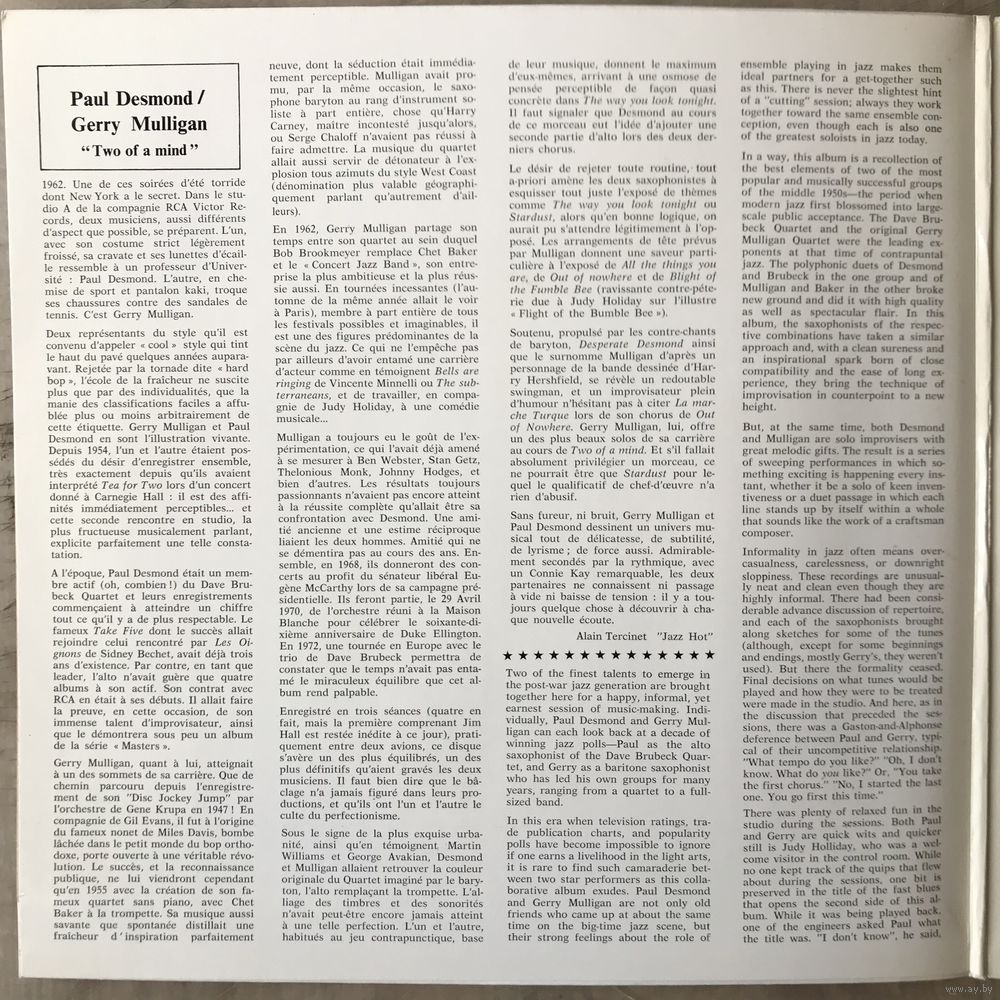 Paul Desmond /
Gerry Mulligan
“Two of a mind”
1962. Une de ces soirées d'été torride
dont New York a le secret. Dans le stu-
dio A de la compagnie RCA Victor Re-
cords, deux musiciens, aussi différents
d'aspect que possible, se préparent. L'un,
avec son costume strict légèrement
froissé, sa cravate et ses lunettes d'écail-
le ressemble à un professeur d'Univer-
sité : Paul Desmond. L'autre, en che-
mise de sport et pantalon kaki, troque
ses chaussures contre des sandales de
tennis. C'est Gerry Mulligan.
Deux représentants du style qu'il est
convenu d'appeler « cool » style qui tint
le haut du pavé quelques années aupara-
vant. Rejetée par la tornade dite « hard
bop », l'école de la fraîcheur ne suscite
plus que par des individualités, que la
manie des classifications faciles a affu-
blée plus ou moins arbitrairement de
cette étiquette. Gerry Mulligan et Paul
Desmond en sont l'illustration vivante.
Depuis 1954, l'un et l'autre étaient pos-
sédés du désir d'enregistrer ensemble,
très exactement depuis qu'ils avaient
interprété Tea for Two lors d'un concert
donné à Carnegie Hall : il est des affi-
nités immédiatement perceptibles... et
cette seconde rencontre en studio, la
plus fructueuse musicalement parlant,
explicite parfaitement une telle consta-
tation.
A l'époque, Paul Desmond était un mem-
bre actif (oh, combien !) du Dave Bru-
beck Quartet et leurs enregistrements
commençaient à atteindre un chiffre
tout ce qu'il y a de plus respectable. Le
fameux Take Five dont le succès allait
rejoindre celui rencontré par Les Oi-
gnons de Sidney Bechet, avait déjà trois
ans d'existence. Par contre, en tant que
leader, l'alto n'avait guère que quatre
albums à son actif. Son contrat avec
RCA en était à ses débuts. Il allait faire
la preuve, en cette occasion, de son
immense talent d'improvisateur, ainsi
que le démontrera sous peu un album
de la série « Masters ».
Gerry Mulligan, quant à lui, atteignait
à un des sommets de sa carrière. Que de
chemin parcouru depuis l'enregistre-
ment de son "Disc Jockey Jump" par
l'orchestre de Gene Krupa en 1947 ! En
compagnie de Gil Evans, il fut à l'origine
du fameux nonet de Miles Davis, bombe
lâchée dans le petit monde du bop ortho-
doxe, porte ouverte à une véritable révo-
lution. Le succès, et la reconnaissance
publique, ne lui viendront cependant
qu'en 1955 avec la création de son fa-
meux quartet sans piano, avec Chet
Baker à la trompette. Sa musique aussi
savante que spontanée distillait une
fraîcheur d'inspiration parfaitement
neuve, dont la séduction était immédia-
tement perceptible. Mulligan avait pro-
mu, par la même occasion, le saxo-
phone baryton au rang d'instrument so-
liste à part entière, chose qu'Harry
Carney, maître incontesté jusqu'alors,
ou Serge Chaloff n'avaient pas réussi à
faire admettre. La musique du quartet
allait aussi servir de détonateur à l'ex-
plosion tous azimuts du style West Coast
(dénomination plus valable géographi-
quement parlant qu'autrement d'ail-
leurs).
En 1962, Gerry Mulligan partage son
temps entre son quartet au sein duquel
Bob Brookmeyer remplace Chet Baker
et le « Concert Jazz Band », son entre-
prise la plus ambitieuse et la plus réus-
sie aussi. En tournées incessantes (l'au-
tomne de la même année allait le voir
à Paris), membre à part entière de tous
les festivals possibles et imaginables, il
est une des figures prédominantes de la
scène du jazz. Ce qui ne l'empêche pas
par ailleurs d'avoir entamé une carrière
d'acteur comme en témoignent Bells are
ringing de Vincente Minnelli ou The sub-
terraneans, et de travailler, en compa-
gnie de Judy Holiday, à une comédie
musicale...
Mulligan a toujours eu le goût de l'ex-
périmentation, ce qui l'avait déjà amené
à se mesurer à Ben Webster, Stan Getz,
Thelonious Monk, Johnny Hodges, et
bien d'autres. Les résultats toujours
passionnants n'avaient pas encore atteint
à la réussite complète qu'allait être sa
confrontation avec Desmond. Une ami-
tié ancienne et une estime réciproque
liaient les deux hommes. Amitié qui ne
se démentira pas au cours des ans. En-
semble, en 1968, ils donneront des con-
certs au profit du sénateur libéral Eu-
gène McCarthy lors de sa campagne pré-
sidentielle. Ils feront partie, le 29 Avril
1970, de l'orchestre réuni à la Maison
Blanche pour célébrer le soixante-di-
xième anniversaire de Duke Ellington.
En 1972, une tournée en Europe avec le
trio de Dave Brubeck permettra de
constater que le temps n'avait pas enta-
mé le miraculeux équilibre que cet al-
bum rend palpable.
Enregistré en trois séances (quatre en
fait, mais la première comprenant Jim
Hall est restée inédite à ce jour), prati-
quement entre deux avions, ce disque
s'avère un des plus équilibrés, un des
plus définitifs qu'aient gravés les deux
musiciens. Il faut bien dire que le bâ-
clage n'a jamais figuré dans leurs pro-
ductions, et qu'ils ont l'un et l'autre le
culte du perfectionisme.
Sous le signe de la plus exquise urba-
nité, ainsi qu'en témoignent Martin
Williams et George Avakian, Desmond
et Mulligan allaient retrouver la couleur
originale du Quartet imaginé par le bary-
ton, l'alto remplaçant la trompette. L'al-
liage des timbres et des sonorités
n'avait peut-être encore jamais atteint
à une telle perfection. L'un et l'autre,
habitués au jeu contrapunctique, base
de leur musique, donnent le maximum
d'eux-mêmes, arrivant à une osmose de
pensée perceptible de façon quasi
concrète dans The way you look tonight.
Il faut signaler que Desmond au cours
de ce morceau eut l'idée d'ajouter une
seconde partie d'alto lors des deux der-
niers chorus.
Le désir de rejeter toute routine, tout
a-priori amène les deux saxophonistes à
esquisser tout juste l'exposé de thèmes
comme The way you look tonight ou
Stardust, alors qu'en bonne logique, on
aurait pu s'attendre légitimement à l'op-
posé. Les arrangements de tête prévus
par Mulligan donnent une saveur parti-
culière à l'exposé de All the things you
are, de Out of nowhere et de Blight of
the Fumble Bee (ravissante contre-péte-
rie due à Judy Holiday sur l'illustre
« Flight of the Bumble Bee »).
Soutenu, propulsé par les contre-chants
de baryton, Desperate Desmond ainsi
que le surnomme Mulligan d'après un
personnage de la bande dessinée d'Har-
ry Hershfield, se révèle un redoutable
swingman, et un improvisateur plein
d'humour n'hésitant pas à citer La mar-
che Turque lors de son chorus de Out
of Nowhere. Gerry Mulligan, lui, offre
un des plus beaux solos de sa carrière
au cours de Two of a mind. Et s'il fallait
absolument privilégier un morceau, ce
ne pourrait être que Stardust pour le-
quel le qualificatif de chef-d'œuvre n'a
rien d'abusif.
Sans fureur, ni bruit, Gerry Mulligan et
Paul Desmond dessinent un univers mu-
sical tout de délicatesse, de subtilité,
de lyrisme ; de force aussi. Admirable-
ment secondés par la rythmique, avec
un Connie Kay remarquable, les deux
partenaires ne connaissent ni passage
à vide ni baisse de tension : il y a tou-
jours quelque chose à découvrir à cha-
que nouvelle écoute.
Alain Tercinet "Jazz Hot"
★ ★ ★ ★ ★ ★ ★ ★ ★ ★ ★ ★ ★ ★
Two of the finest talents to emerge in
the post-war jazz generation are brought
together here for a happy, informal, yet
earnest session of music-making. Indi-
vidually, Paul Desmond and Gerry Mul-
ligan can each look back at a decade of
winning jazz polls—Paul as the alto
saxophonist of the Dave Brubeck Quar-
tet, and Gerry as a baritone saxophonist
who has led his own groups for many
years, ranging from a quartet to a full-
sized band.
In this era when television ratings, tra-
de publication charts, and popularity
polls have become impossible to ignore
if one earns a livelihood in the light arts,
it is rare to find such camaraderie bet-
ween two star performers as this colla-
borative album exudes. Paul Desmond
and Gerry Mulligan are not only old
friends who came up at about the same
time on the big-time jazz scene, but
their strong feelings about the role of
ensemble playing in jazz makes them
ideal partners for a get-together such
as this. There is never the slightest hint
of a "cutting" session; always they work
together toward the same ensemble con-
ception, even though each is also one
of the greatest soloists in jazz today.
In a way, this album is a recollection of
the best elements of two of the most
popular and musically successful groups
of the middle 1950s—the period when
modern jazz first blossomed into large-
scale public acceptance. The Dave Bru-
beck Quartet and the original Gerry
Mulligan Quartet were the leading ex-
ponents at that time of contrapuntal
jazz. The polyphonic duets of Desmond
and Brubeck in the one group and of
Mulligan and Baker in the other broke
new ground and did it with high quality
as well as spectacular flair. In this
album, the saxophonists of the respec-
tive combinations have taken a similar
approach and, with a clean sureness and
an inspirational spark born of close
compatibility and the ease of long ex-
perience, they bring the technique of
improvisation in counterpoint to a new
height.
But, at the same time, both Desmond
and Mulligan are solo improvisers with
great melodic gifts. The result is a series
of sweeping performances in which so-
mething exciting is happening every ins-
tant, whether it be a solo of keen inven-
tiveness or a duet passage in which each
line stands up by itself within a whole
that sounds like the work of a craftsman
composer.
Informality in jazz often means over-
casualness, carelessness, or downright
sloppiness. These recordings are unusual-
ly neat and clean even though they are
highly informal. There had been consi-
derable advance discussion of repertoire,
and each of the saxophonists brought
along sketches for some of the tunes
(although, except for some beginnings
and endings, mostly Gerry's, they weren't
used). But there the formality ceased.
Final decisions on what tunes would be
played and how they were to be treated
were made in the studio. And here, as in
the discussion that preceded the ses-
sions, there was a Gaston-and-Alphonse
deference between Paul and Gerry, typi-
cal of their uncompetitive relationship.
"What tempo do you like?" "Oh, I don't
know. What do you like?" Or, "You take
the first chorus." "No, I started the last
one. You go first this time."
There was plenty of relaxed fun in the
studio during the sessions. Both Paul
and Gerry are quick wits and quicker
still is Judy Holliday, who was a wel-
come visitor in the control room. While
no one kept track of the quips that flew
about during the sessions, one bit is
preserved in the title of the fast blues
that opens the second side of this al-
bum. While it was being played back,
one of the engineers asked Paul what
the title was. "I don't know", he said,
www.ay.by